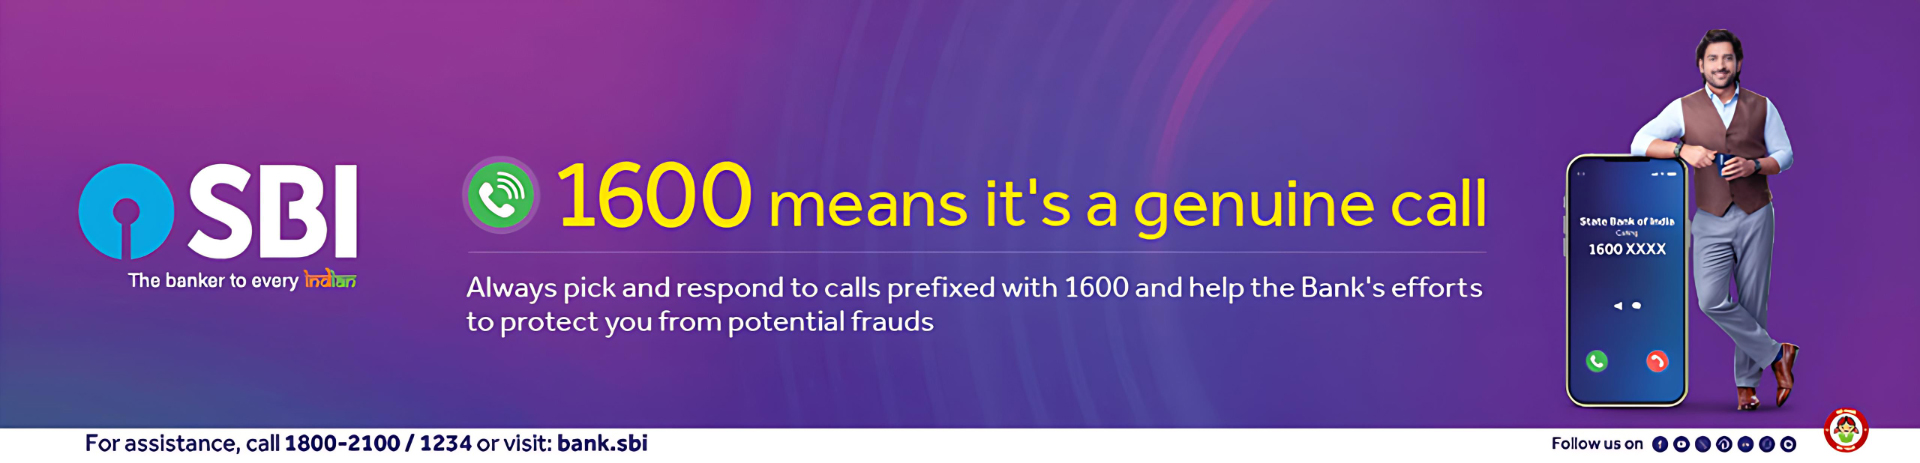 SBI
The banker to every Indian
1600 means it's a genuine call
Always pick and respond to calls prefixed with 1600 and help the Bank's efforts
to protect you from potential frauds
State Bank of India
Calling
1600 XXXX
For assistance, call 1800-2100 / 1234 or visit: bank.sbi
Follow us on